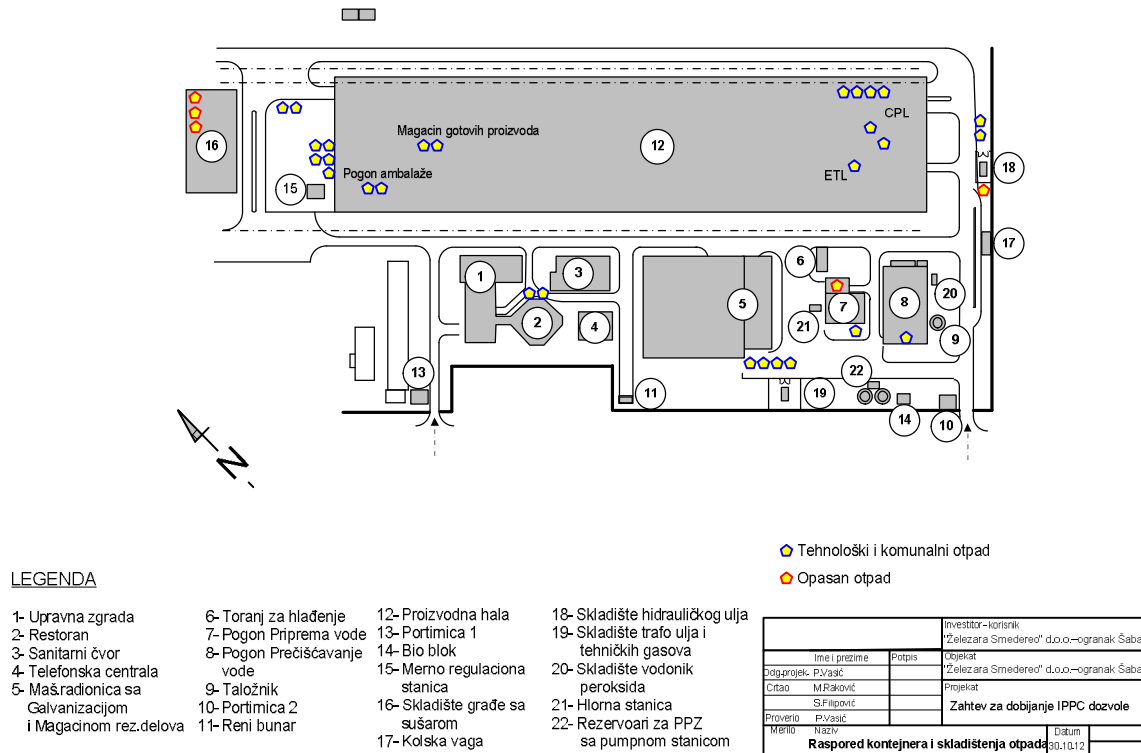 16
15
Magacin gotovih proizvoda
Pogon ambalaže
12
CPL
ETL
18
17
1
3
2
4
5
6
7
21
8
20
9
22
13
11
19
14
10
N
Tehnološki i komunalni otpad
Opasan otpad
LEGENDA
1- Upravna zgrada
2- Restoran
3- Sanitarni čvor
4- Telefonska centrala
5- Maš.radionica sa
Galvanizacijom
i Magacinom rez.delova
6- Toranj za hlađenje
7- Pogon Priprema vode
8- Pogon Prečišćavanje
vode
9- Taložnik
10- Portimica 2
11- Reni bunar
12- Proizvodna hala
13- Portimica 1
14- Bio blok
15- Merno regulaciona
stanica
16- Skladište građe sa
sušarom
17- Kolska vaga
18- Skladište hidrauličkog ulja
19- Skladište trafo ulja i
tehničkih gasova
20- Skladište vodonik
peroksida
21- Hlorna stanica
22- Rezervoari za PPZ
sa pumpnom stanicom
Investitor-korisnik
"Železara Smederevo" d.o.o.-ogranak Šaba
Ime i prezime
Potpis
Objekat
"Železara Smederevo" d.o.o.-ogranak Šaba
Odg.projek.
P.Vasić
Crtao
M.Raković
Projekat
S.Filipović
Zahtev za dobijanje IPPC dozvole
Proverio
P.Vasić
Merilo
Naziv
Raspored kontejnera i skladištenja otpada
Datum
30.10.12